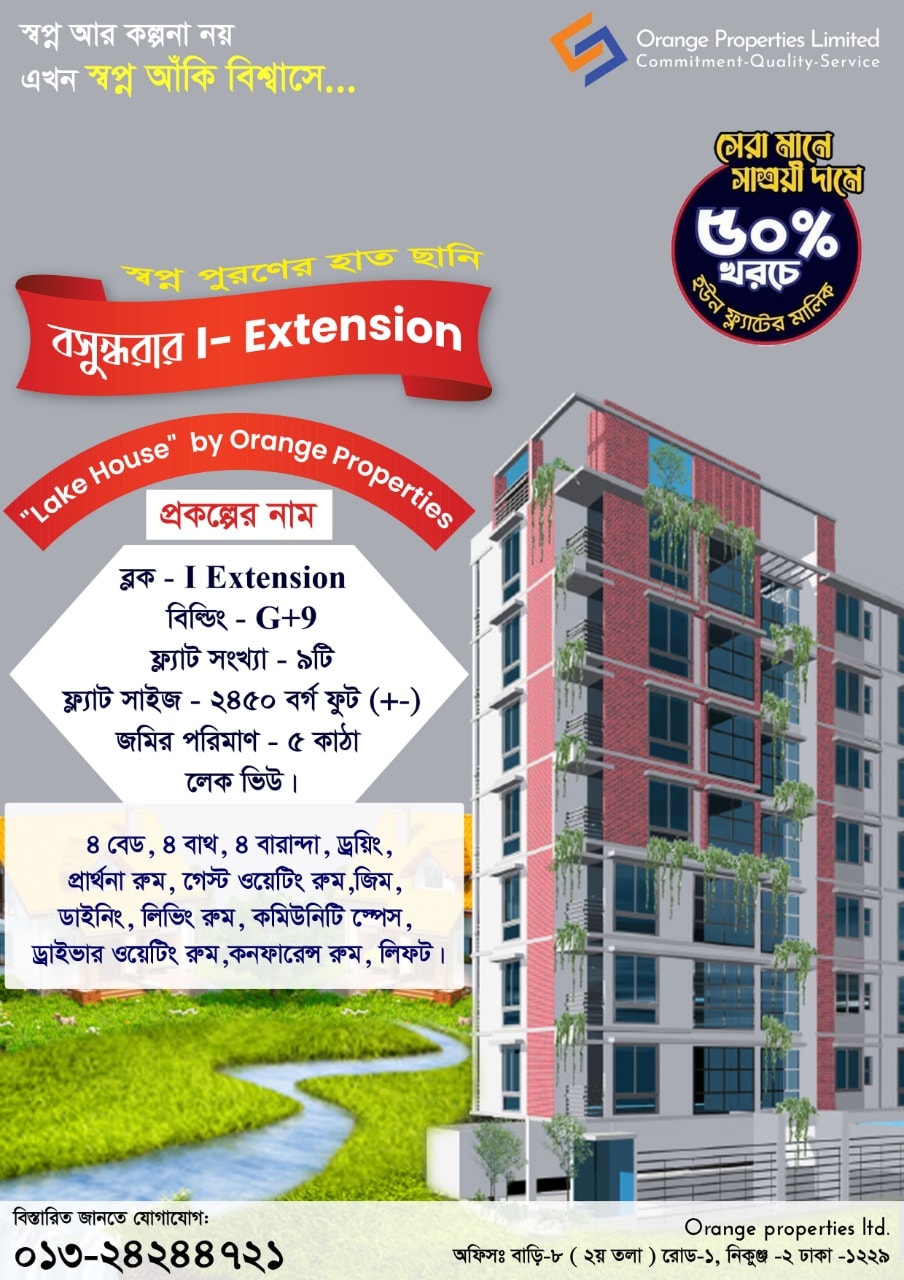 স্বপ্ন আর কল্পনা নয়
এখন স্বপ্ন আঁকি বিশ্বাসে...
Orange Properties Limited
Commitment-Quality-Service
সেরা মানে
সাশ্রয়ী দামে
৫০%
খরচে
হউন ফ্ল্যাটের মালিক
স্বপ্ন পুরণের হাত ছানি
বসুন্ধরার I- Extension
"Lake House" by Orange Properties
প্রকল্পের নাম
ব্লক - I Extension
বিল্ডিং - G+9
ফ্ল্যাট সংখ্যা - ৯টি
ফ্ল্যাট সাইজ - ২৪৫০ বর্গ ফুট (+-)
জমির পরিমাণ - ৫ কাঠা
লেক ভিউ।
৪ বেড, ৪ বাথ, ৪ বারান্দা, ড্রয়িং,
প্রার্থনা রুম, গেস্ট ওয়েটিং রুম,জিম,
ডাইনিং, লিভিং রুম, কমিউনিটি স্পেস,
ড্রাইভার ওয়েটিং রুম,কনফারেন্স রুম, লিফট।
বিস্তারিত জানতে যোগাযোগ:
০১৩-২৪২৪৪৭২১
Orange properties ltd.
অফিসঃ বাড়ি-৮ ( ২য় তলা ) রোড-১, নিকুঞ্জ -২ ঢাকা -১২২৯